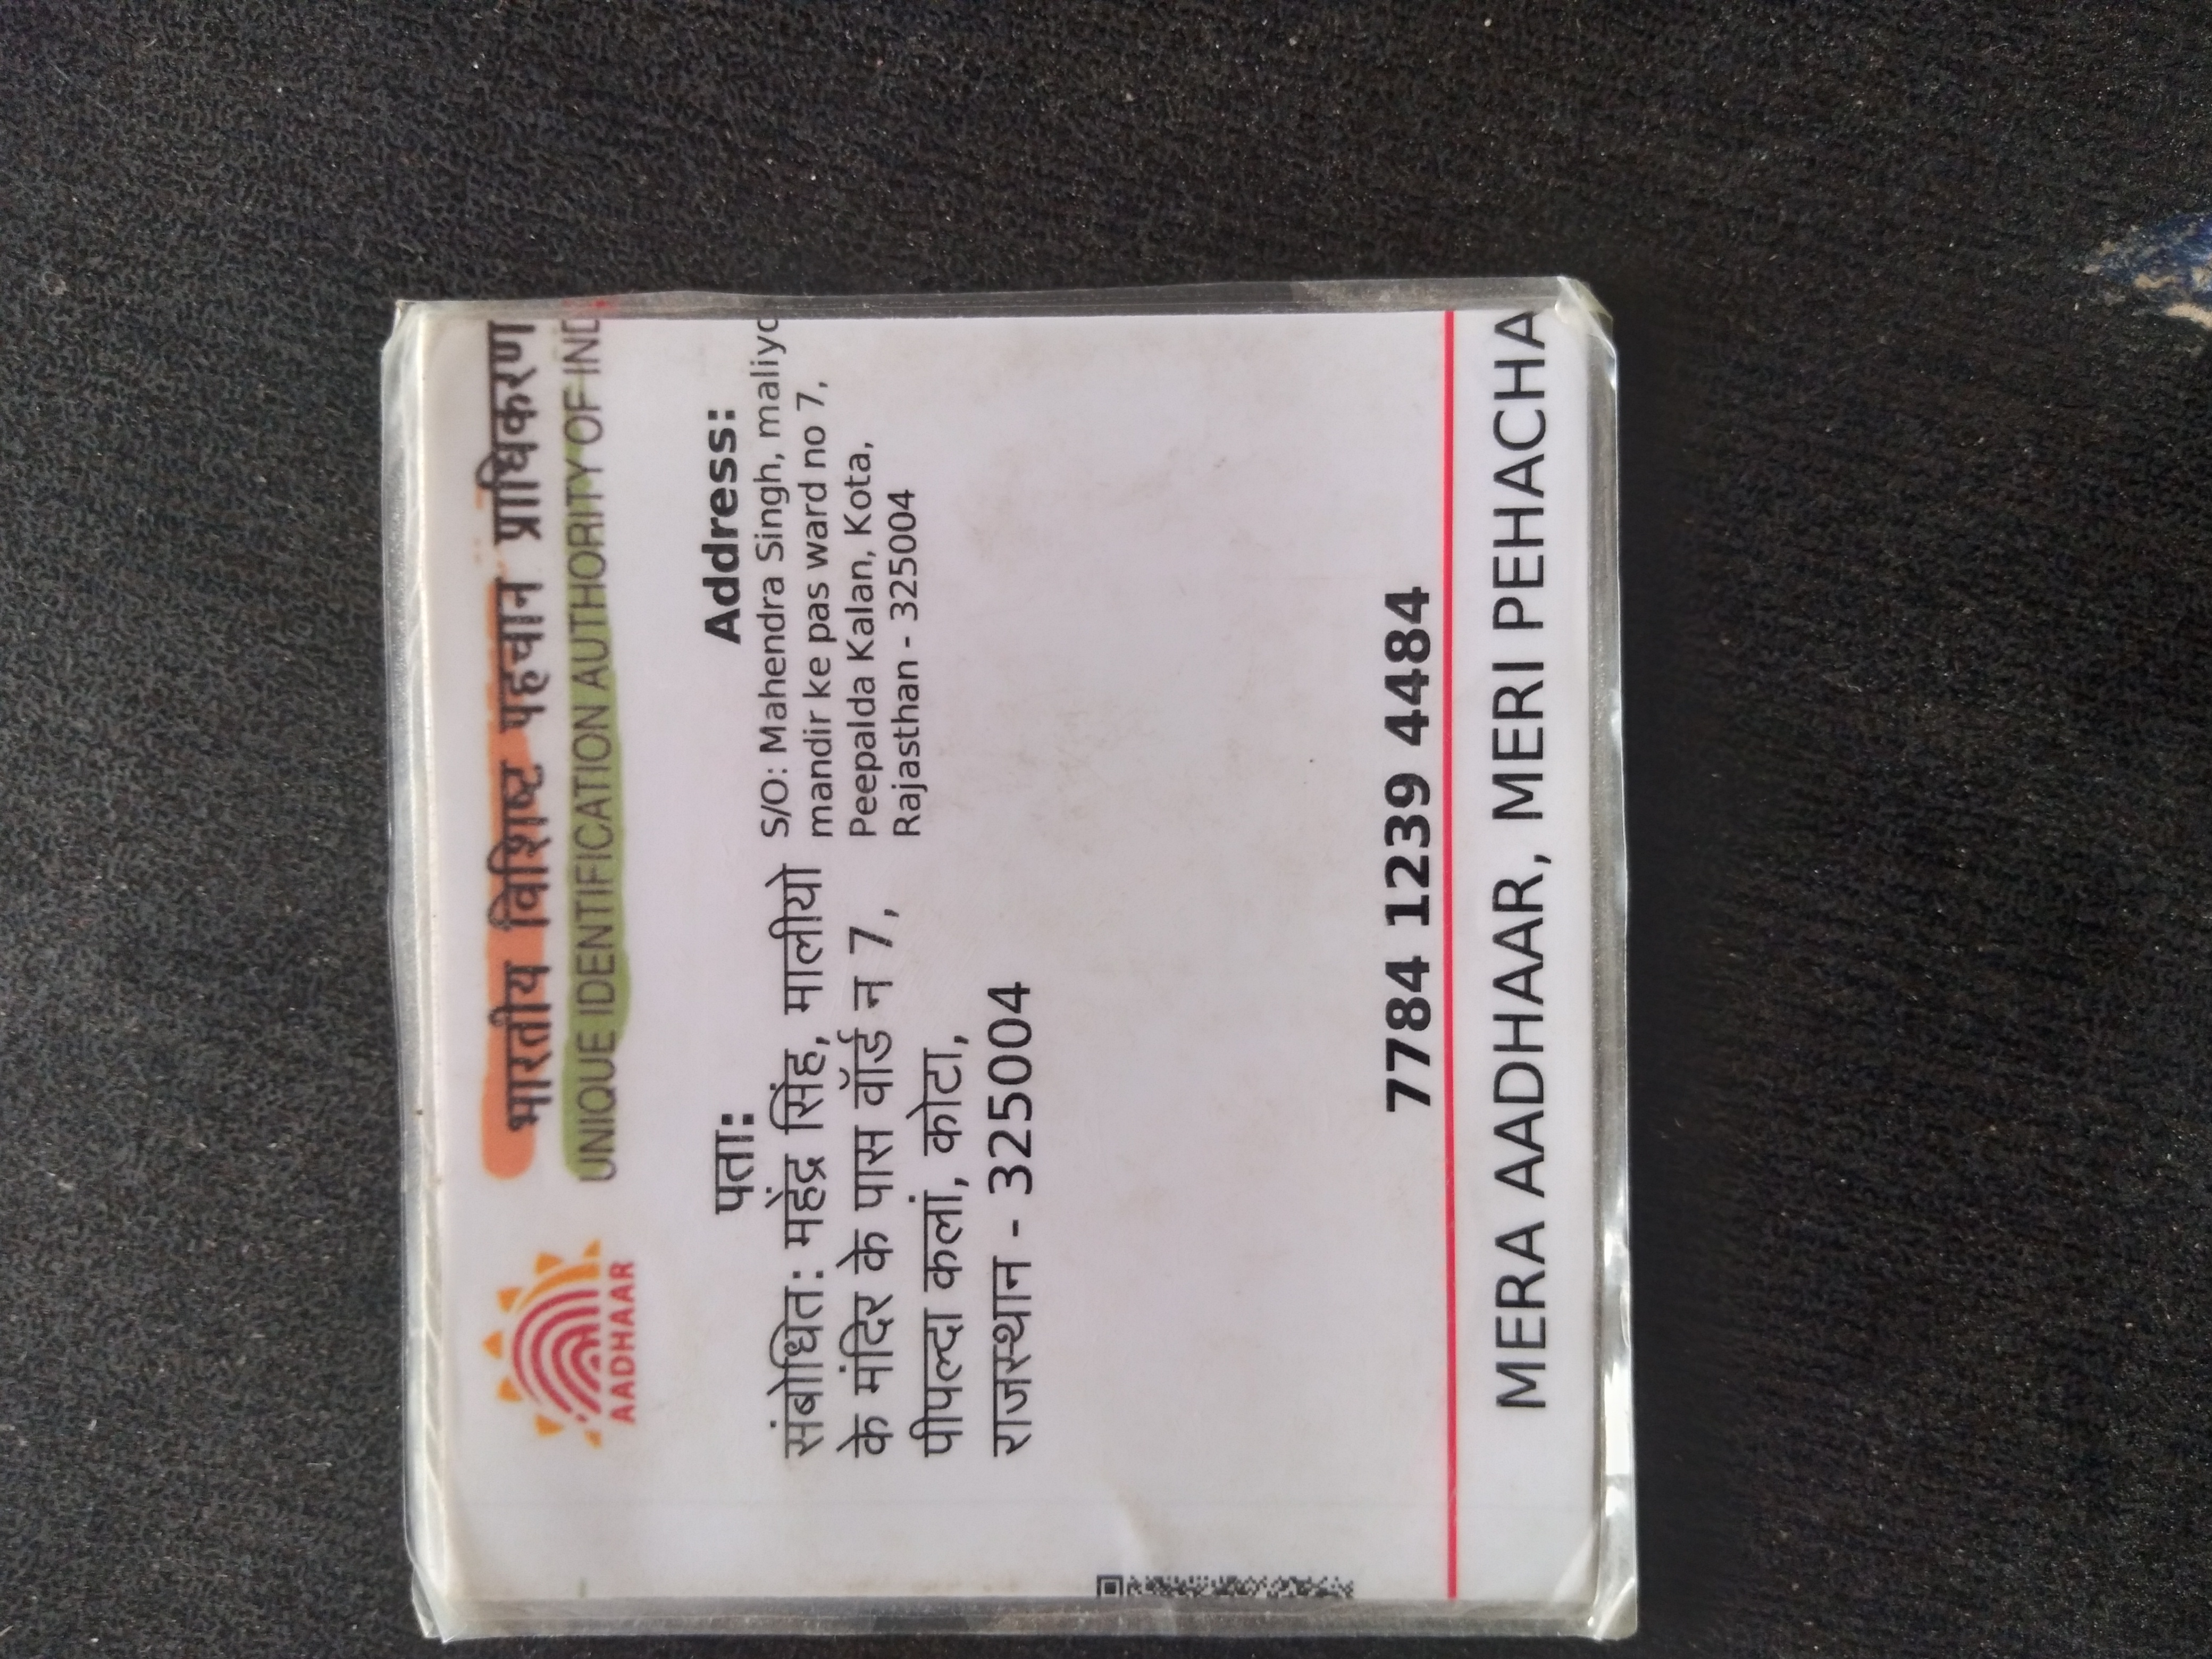 भारतीय विशिष्ट पहचान प्राधिकरण
UNIQUE IDENTIFICATION AUTHORITY OF IND
AADHAAR
पता:
संबोधित: महेंद्र सिंह, मालीयो
के मंदिर के पास वॉर्ड न 7,
पीपल्दा कलां, कोटा,
राजस्थान - 325004
Address:
S/O: Mahendra Singh, maliyo
mandir ke pas ward no 7,
Peepalda Kalan, Kota,
Rajasthan - 325004
7784 1239 4484
MERA AADHAAR, MERI PEHACHA